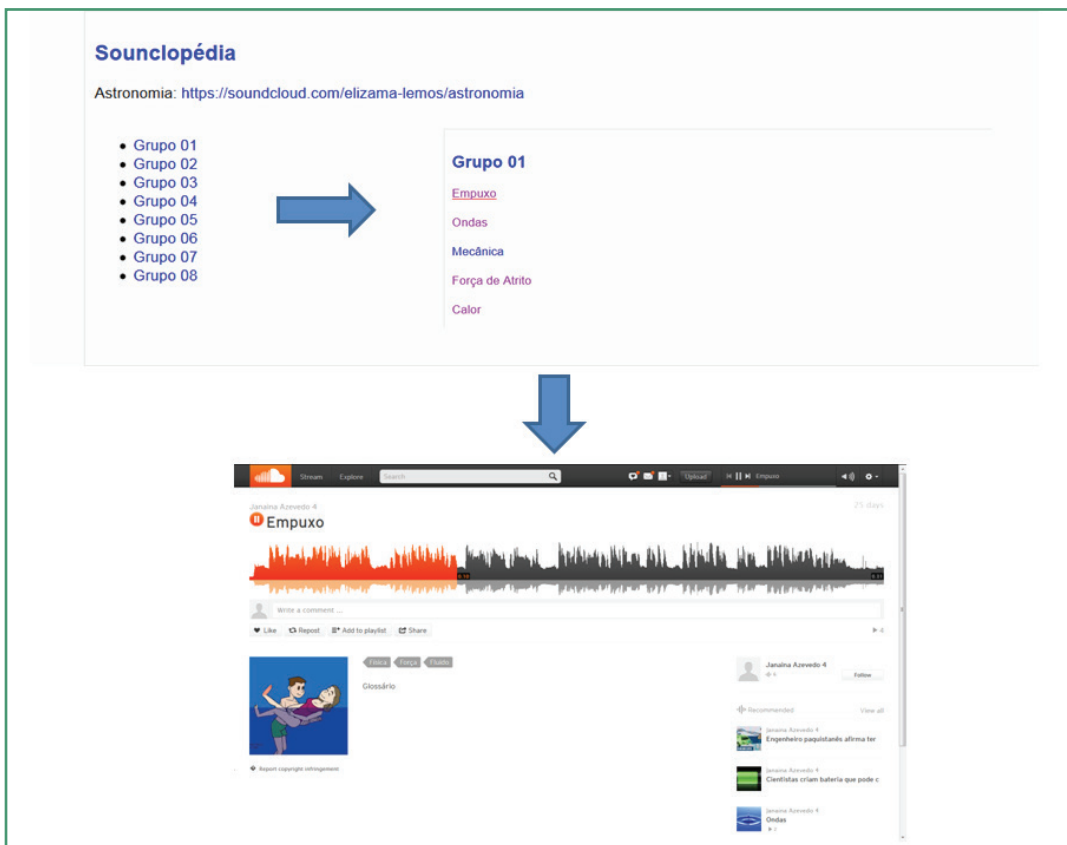 Sounclopédia
Astronomia: https://soundcloud.com/elizama-lemos/astronomia
• Grupo 01
• Grupo 02
• Grupo 03
• Grupo 04
• Grupo 05
• Grupo 06
• Grupo 07
• Grupo 08
Grupo 01
Empuxo
Ondas
Mecânica
Força de Atrito
Calor
Stream Explore Search Upload Empuxo
Janaina Azevedo 4
25 days
Empuxo
Write a comment ...
Like Repost Add to playlist Share
Física Força Fluido
Glossário
Report copyright infringement
Janaina Azevedo 4
Follow
Recommended View all
Janaina Azevedo 4
Engenheiro paquistanês afirma ter
Janaina Azevedo 4
Cientistas criam bateria que pode c
Janaina Azevedo 4
Ondas